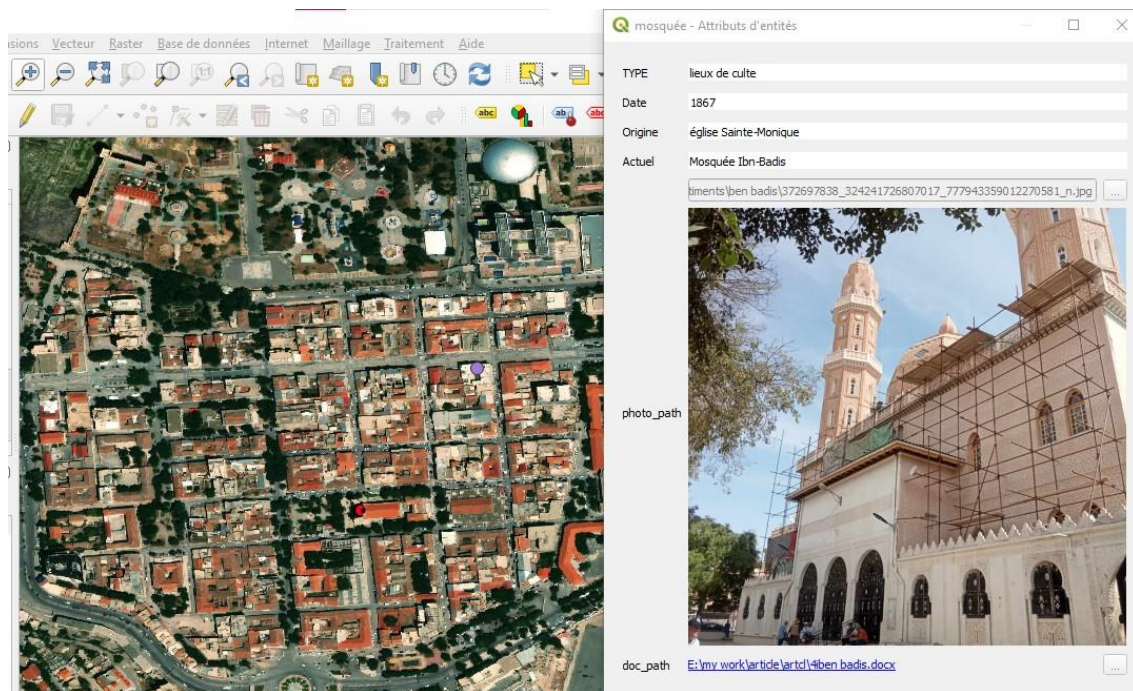 mosquée - Attributs d'entités
Vecteur Raster Base de données Internet Maillage Traitement Aide
TYPE lieux de culte
Date 1867
Origine église Sainte-Monique
Actuel Mosquée Ibn-Badis
timents\ben badis\372697838_324241726807017_777943359012270581_n.jpg ...
photo_path
doc_path E:\my work\article\artcl\4iben badis.docx ...
abc